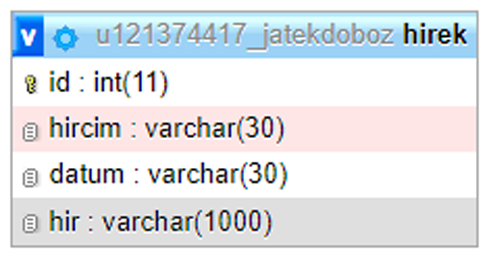 v u121374417_jatekdoboz hirek
id : int(11)
hircim : varchar(30)
datum : varchar(30)
hir : varchar(1000)